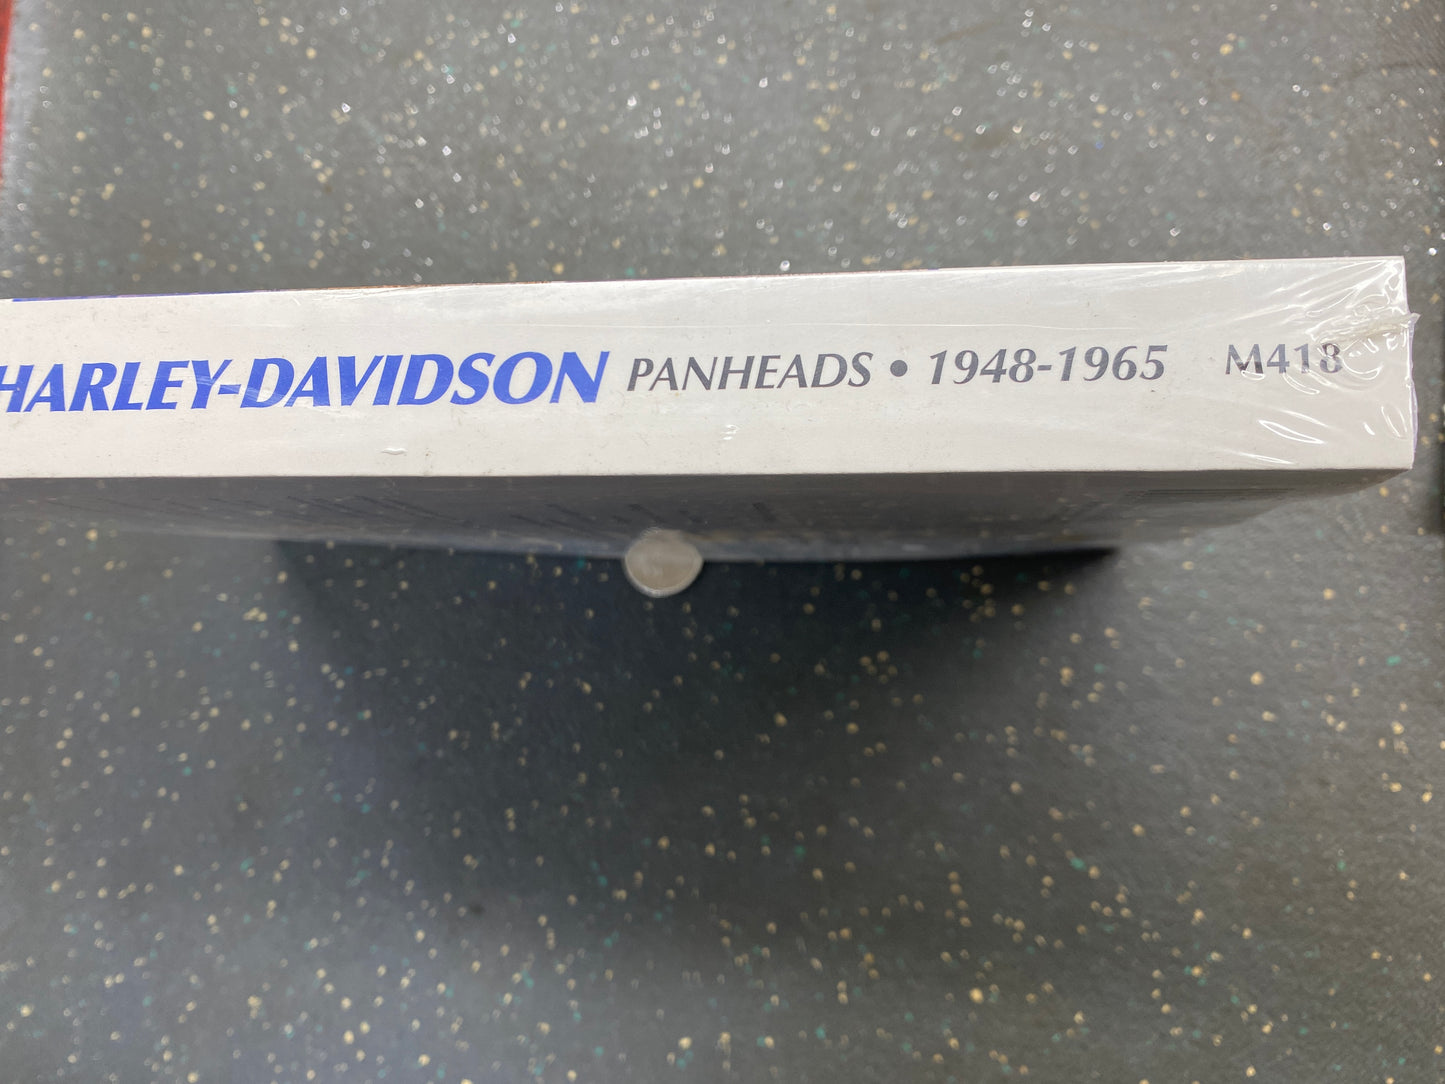 HARLEY-DAVIDSON PANHEADS • 1948-1965 M418